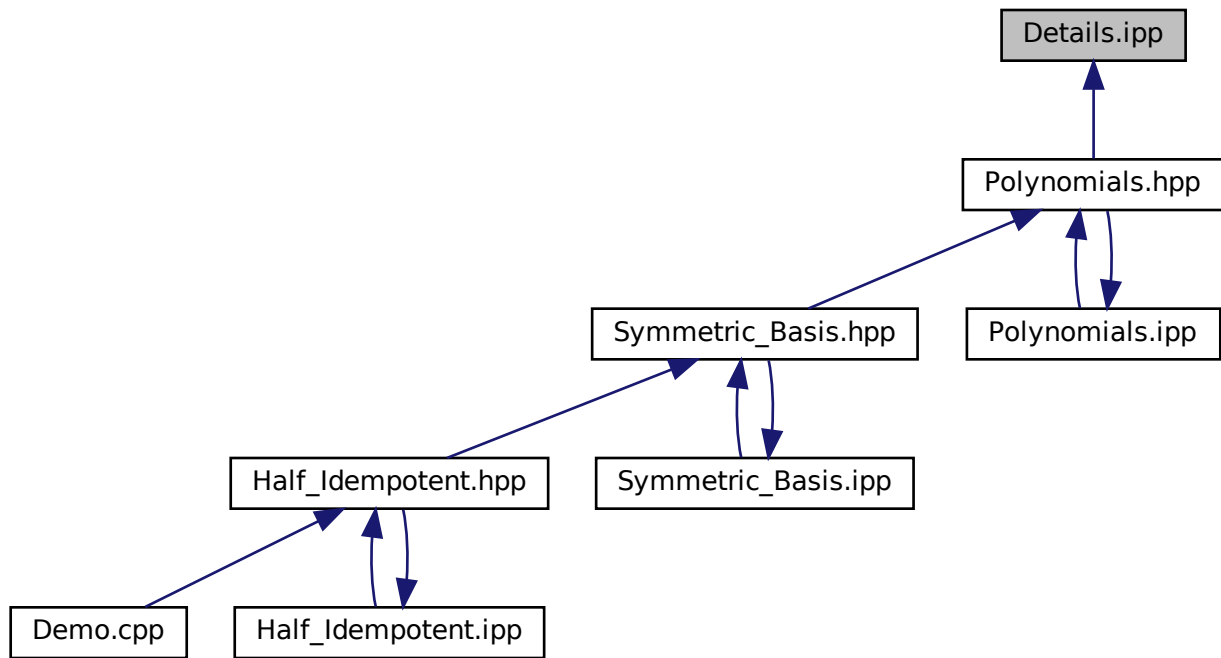 Details.ipp
Polynomials.hpp
Symmetric_Basis.hpp
Polynomials.ipp
Half_Idempotent.hpp
Symmetric_Basis.ipp
Demo.cpp
Half_Idempotent.ipp